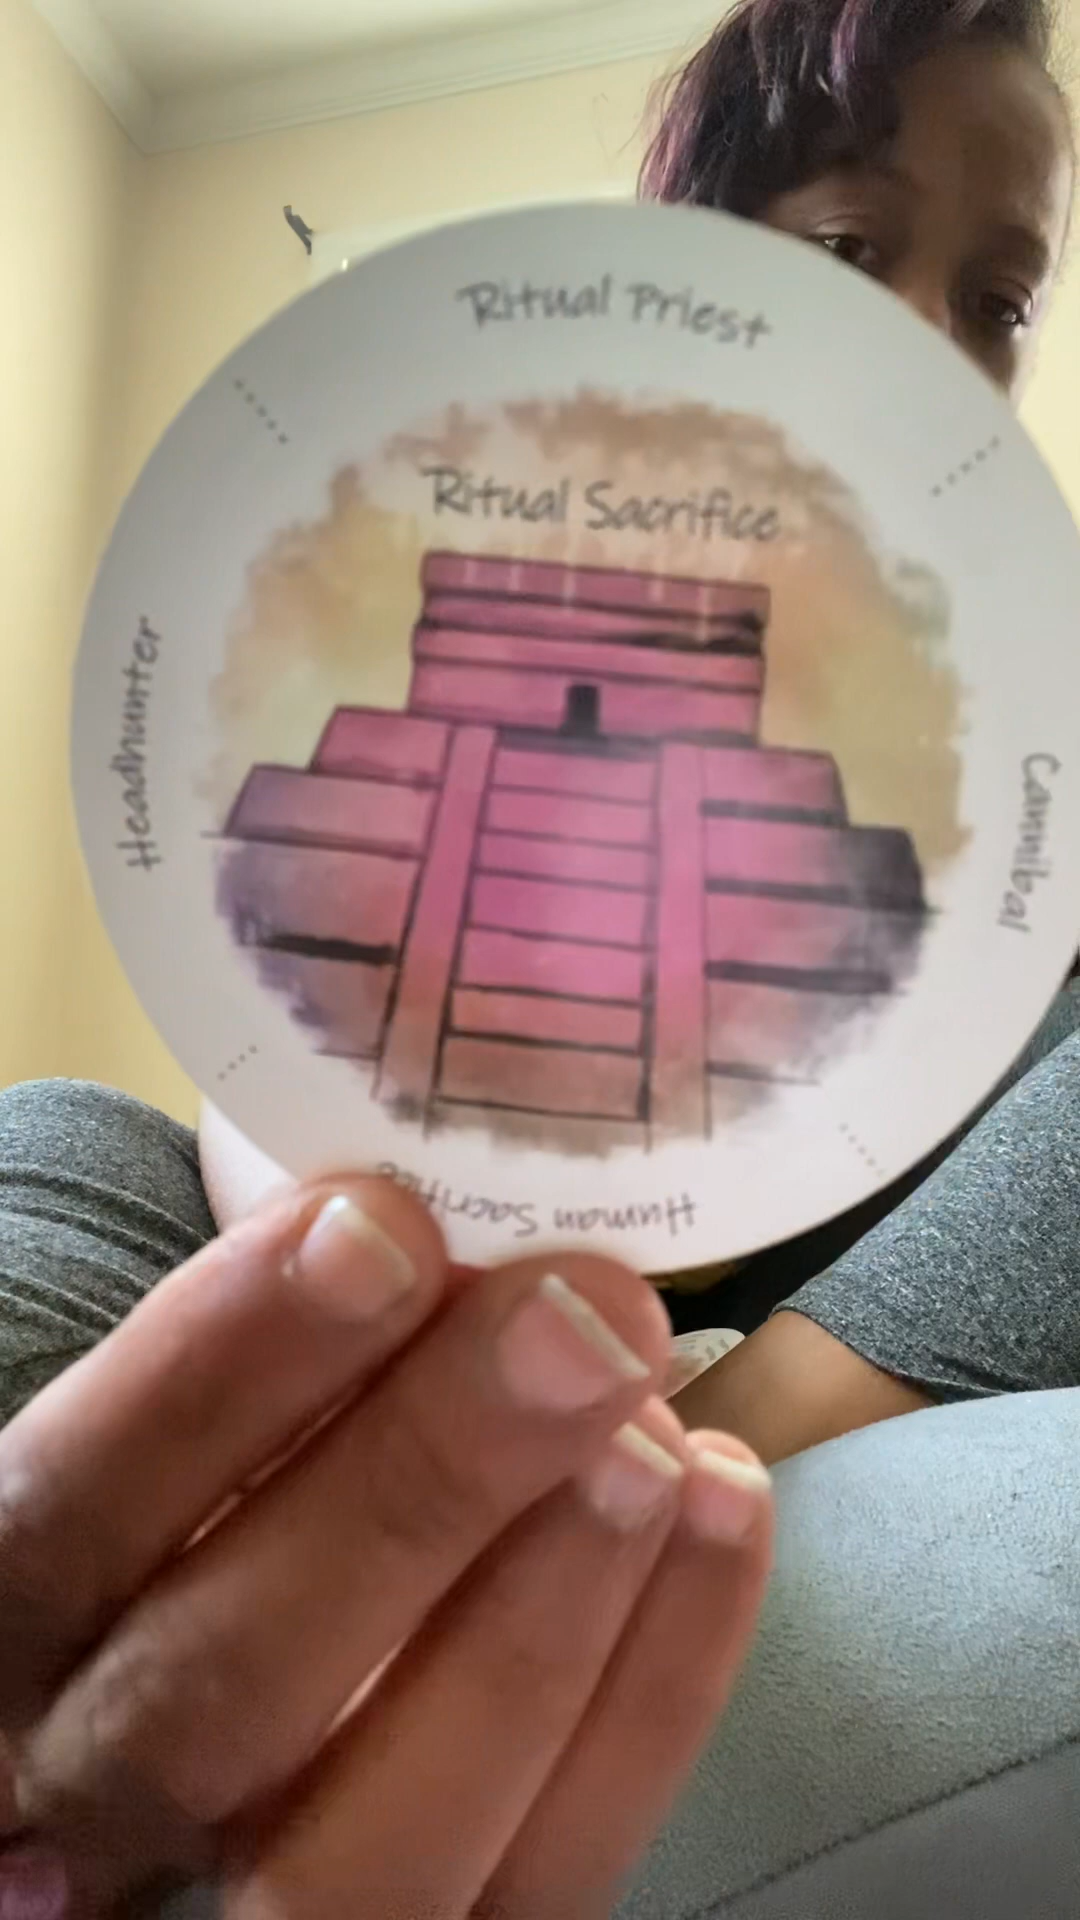 Ritual Priest
Ritual Sacrifice
Headhunter
Cannibal
Human Sacrifice